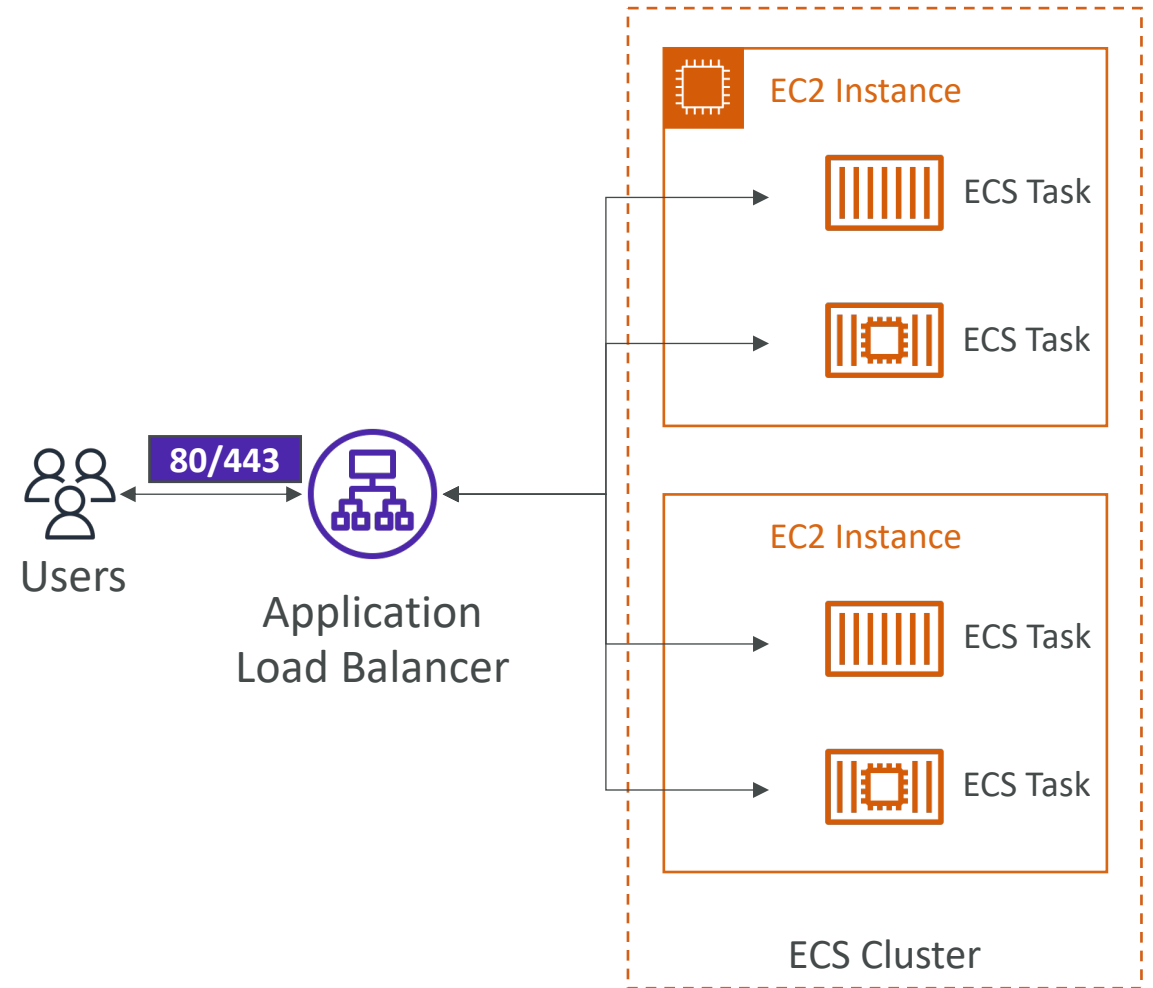 EC2 Instance
ECS Task
ECS Task
80/443
Users
Application
Load Balancer
EC2 Instance
ECS Task
ECS Task
ECS Cluster